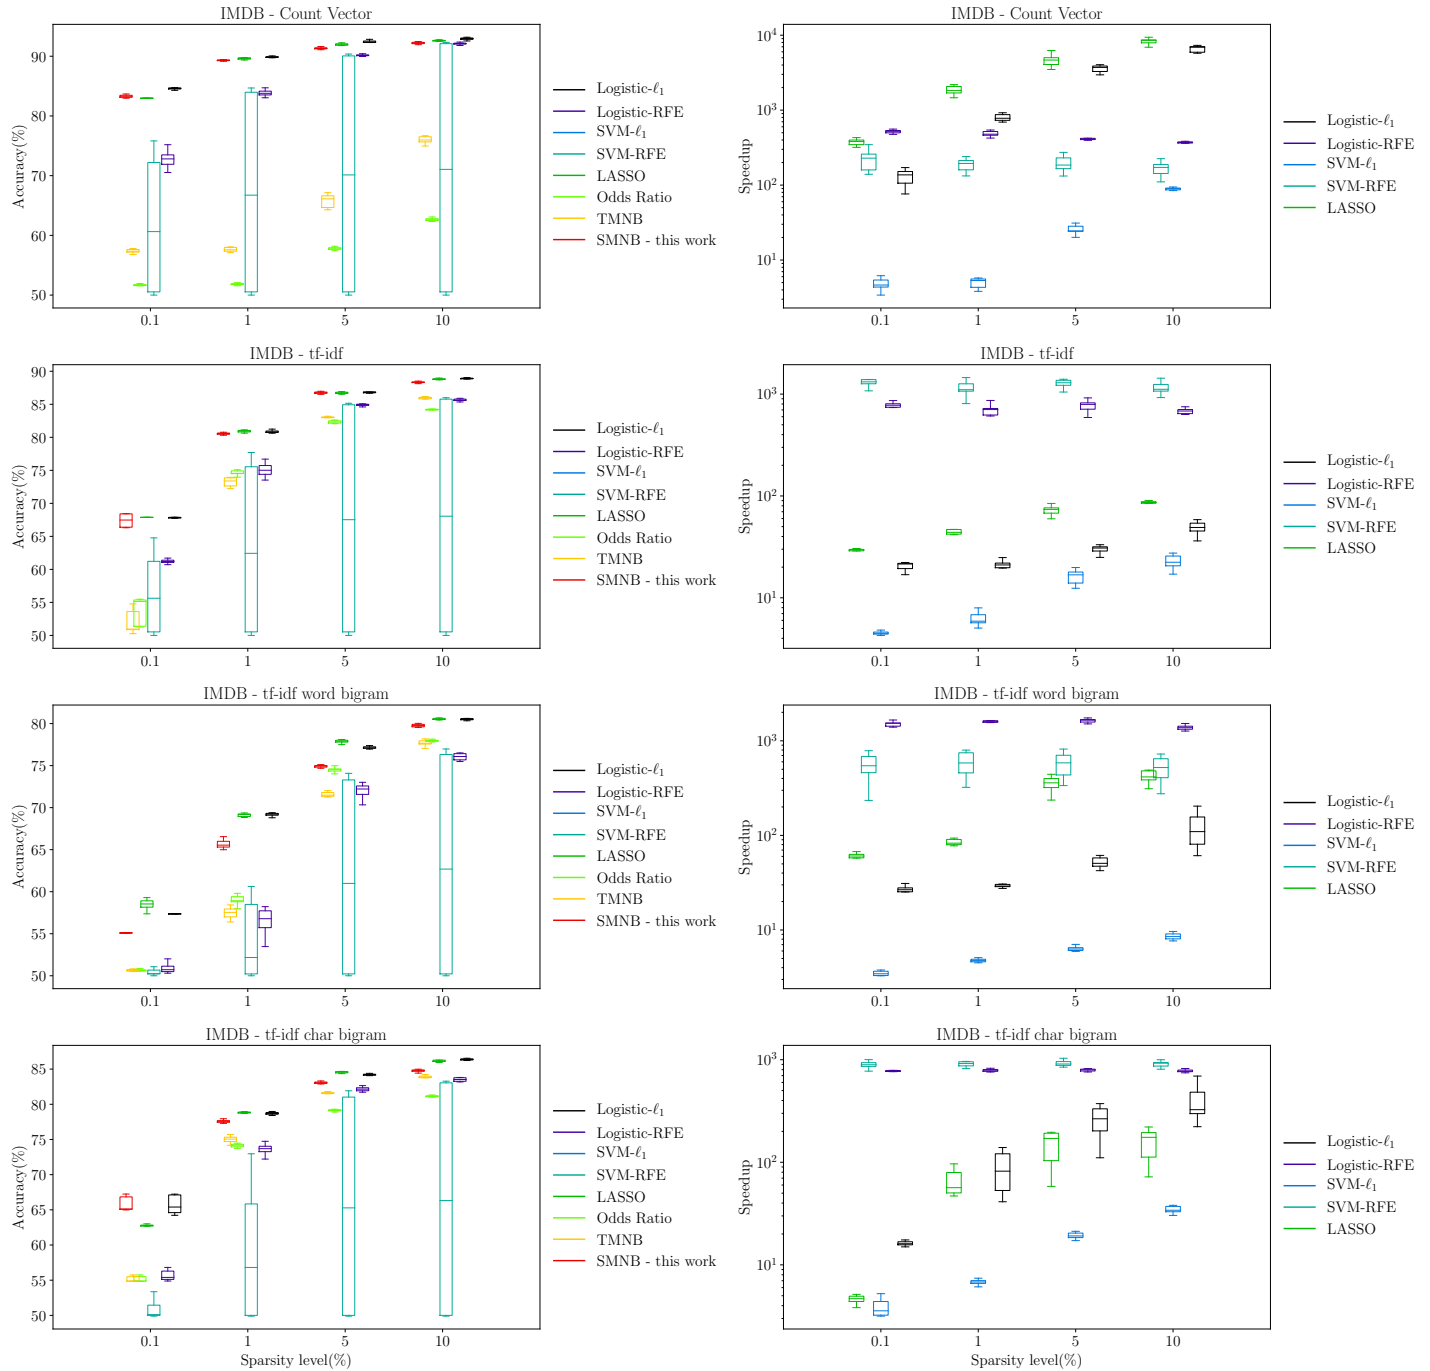 IMDB - Count Vector
Accuracy(%)
90
80
70
60
50
0.1 1 5 10
Logistic-ℓ1
Logistic-RFE
SVM-ℓ1
SVM-RFE
LASSO
Odds Ratio
TMNB
SMNB - this work
IMDB - Count Vector
Speedup
10^4
10^3
10^2
10^1
0.1 1 5 10
Logistic-ℓ1
Logistic-RFE
SVM-ℓ1
SVM-RFE
LASSO
IMDB - tf-idf
Accuracy(%)
90
85
80
75
70
65
60
55
50
0.1 1 5 10
Logistic-ℓ1
Logistic-RFE
SVM-ℓ1
SVM-RFE
LASSO
Odds Ratio
TMNB
SMNB - this work
IMDB - tf-idf
Speedup
10^3
10^2
10^1
0.1 1 5 10
Logistic-ℓ1
Logistic-RFE
SVM-ℓ1
SVM-RFE
LASSO
IMDB - tf-idf word bigram
Accuracy(%)
80
75
70
65
60
55
50
0.1 1 5 10
Logistic-ℓ1
Logistic-RFE
SVM-ℓ1
SVM-RFE
LASSO
Odds Ratio
TMNB
SMNB - this work
IMDB - tf-idf word bigram
Speedup
10^3
10^2
10^1
0.1 1 5 10
Logistic-ℓ1
Logistic-RFE
SVM-ℓ1
SVM-RFE
LASSO
IMDB - tf-idf char bigram
Accuracy(%)
85
80
75
70
65
60
55
50
0.1 1 5 10
Sparsity level(%)
Logistic-ℓ1
Logistic-RFE
SVM-ℓ1
SVM-RFE
LASSO
Odds Ratio
TMNB
SMNB - this work
IMDB - tf-idf char bigram
Speedup
10^3
10^2
10^1
0.1 1 5 10
Sparsity level(%)
Logistic-ℓ1
Logistic-RFE
SVM-ℓ1
SVM-RFE
LASSO